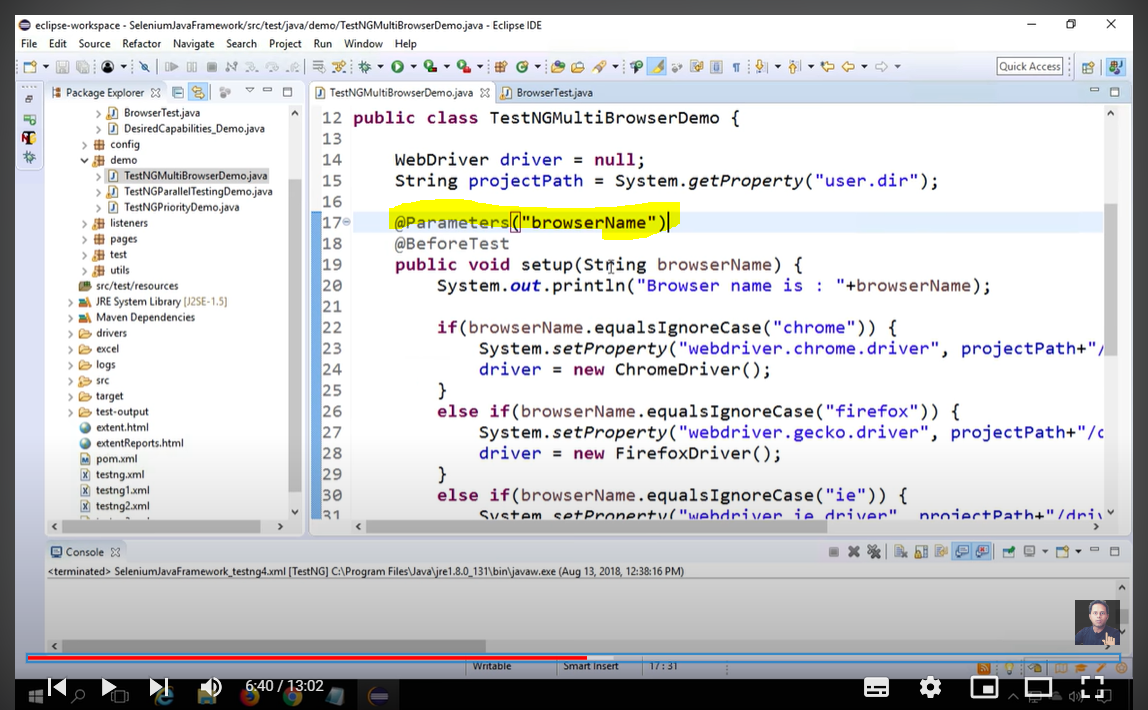 eclipse-workspace - SeleniumJavaFramework/src/test/java/demo/TestNGMultiBrowserDemo.java - Eclipse IDE
File Edit Source Refactor Navigate Search Project Run Window Help
Quick Access
Package Explorer
BrowserTest.java
DesiredCapabilities_Demo.java
config
demo
TestNGMultiBrowserDemo.java
TestNGParallelTestingDemo.java
TestNGPriorityDemo.java
listeners
pages
test
utils
src/test/resources
JRE System Library [J2SE-1.5]
Maven Dependencies
drivers
excel
logs
src
target
test-output
extent.html
extentReports.html
pom.xml
testng.xml
testng1.xml
testng2.xml
TestNGMultiBrowserDemo.java BrowserTest.java
12 public class TestNGMultiBrowserDemo {
13
14 WebDriver driver = null;
15 String projectPath = System.getProperty("user.dir");
16
17 @Parameters("browserName")
18 @BeforeTest
19 public void setup(String browserName) {
20 System.out.println("Browser name is : "+browserName);
21
22 if(browserName.equalsIgnoreCase("chrome")) {
23 System.setProperty("webdriver.chrome.driver", projectPath+"/
24 driver = new ChromeDriver();
25 }
26 else if(browserName.equalsIgnoreCase("firefox")) {
27 System.setProperty("webdriver.gecko.driver", projectPath+"/d
28 driver = new FirefoxDriver();
29 }
30 else if(browserName.equalsIgnoreCase("ie")) {
31 System.setProperty("webdriver.ie.driver", projectPath+"/driv
Console
<terminated> SeleniumJavaFramework_testng4.xml [TestNG] C:\Program Files\Java\jre1.8.0_131\bin\javaw.exe (Aug 13, 2018, 12:38:16 PM)
Writable Smart Insert 17 : 31
6:40 / 13:02